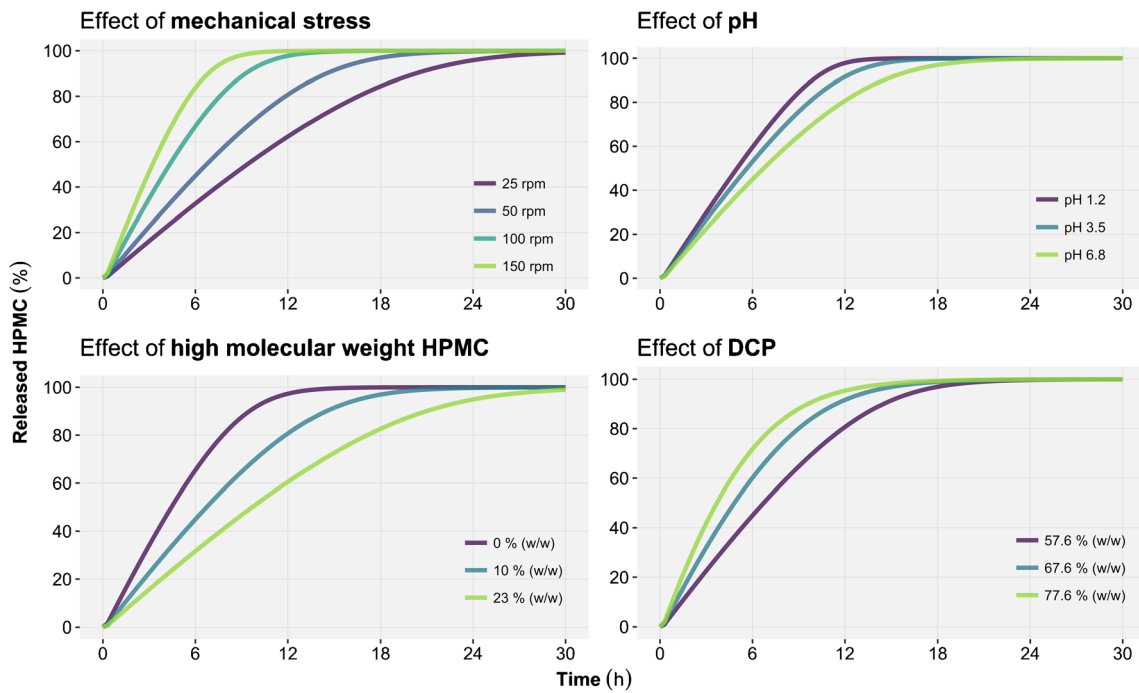 Effect of mechanical stress
100
80
60
40
20
0
0 6 12 18 24 30
25 rpm
50 rpm
100 rpm
150 rpm
Effect of pH
100
80
60
40
20
0
0 6 12 18 24 30
pH 1.2
pH 3.5
pH 6.8
Effect of high molecular weight HPMC
100
80
60
40
20
0
0 6 12 18 24 30
0 % (w/w)
10 % (w/w)
23 % (w/w)
Effect of DCP
100
80
60
40
20
0
0 6 12 18 24 30
57.6 % (w/w)
67.6 % (w/w)
77.6 % (w/w)
Released HPMC (%)
Time (h)